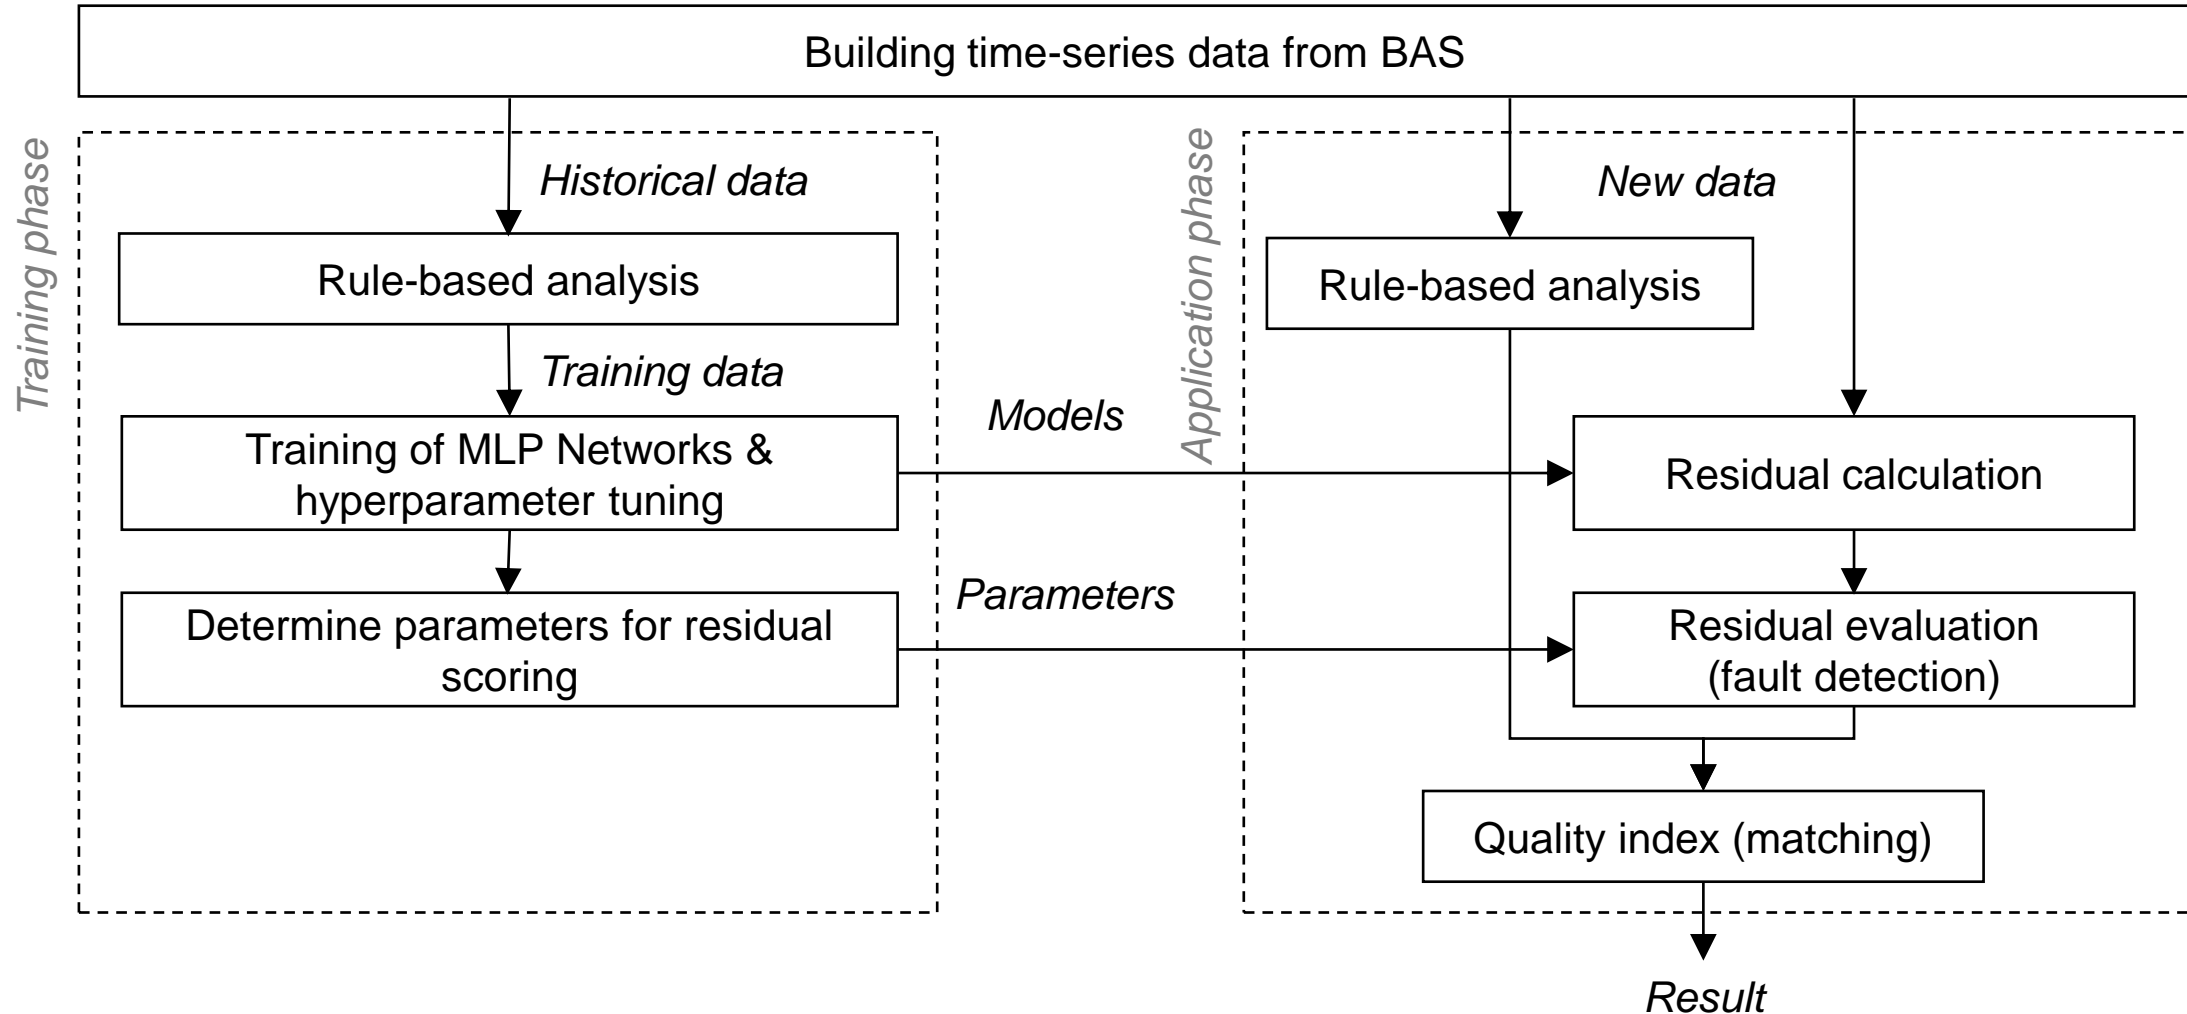 Building time-series data from BAS
Training phase
Historical data
Rule-based analysis
Training data
Training of MLP Networks &
hyperparameter tuning
Determine parameters for residual
scoring
Models
Parameters
Application phase
New data
Rule-based analysis
Residual calculation
Residual evaluation
(fault detection)
Quality index (matching)
Result